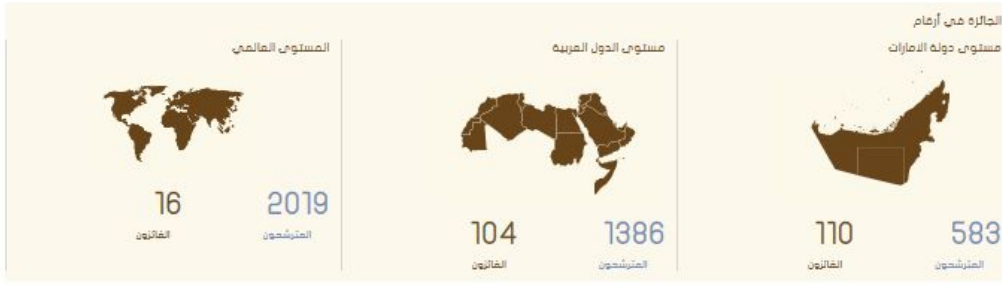 الجائزة في أرقام
مستوى دولة الامارات
583
المترشحون
110
الفائزون
مستوى الدول العربية
1386
المترشحون
104
الفائزون
المستوى العالمي
2019
المترشحون
16
الفائزون